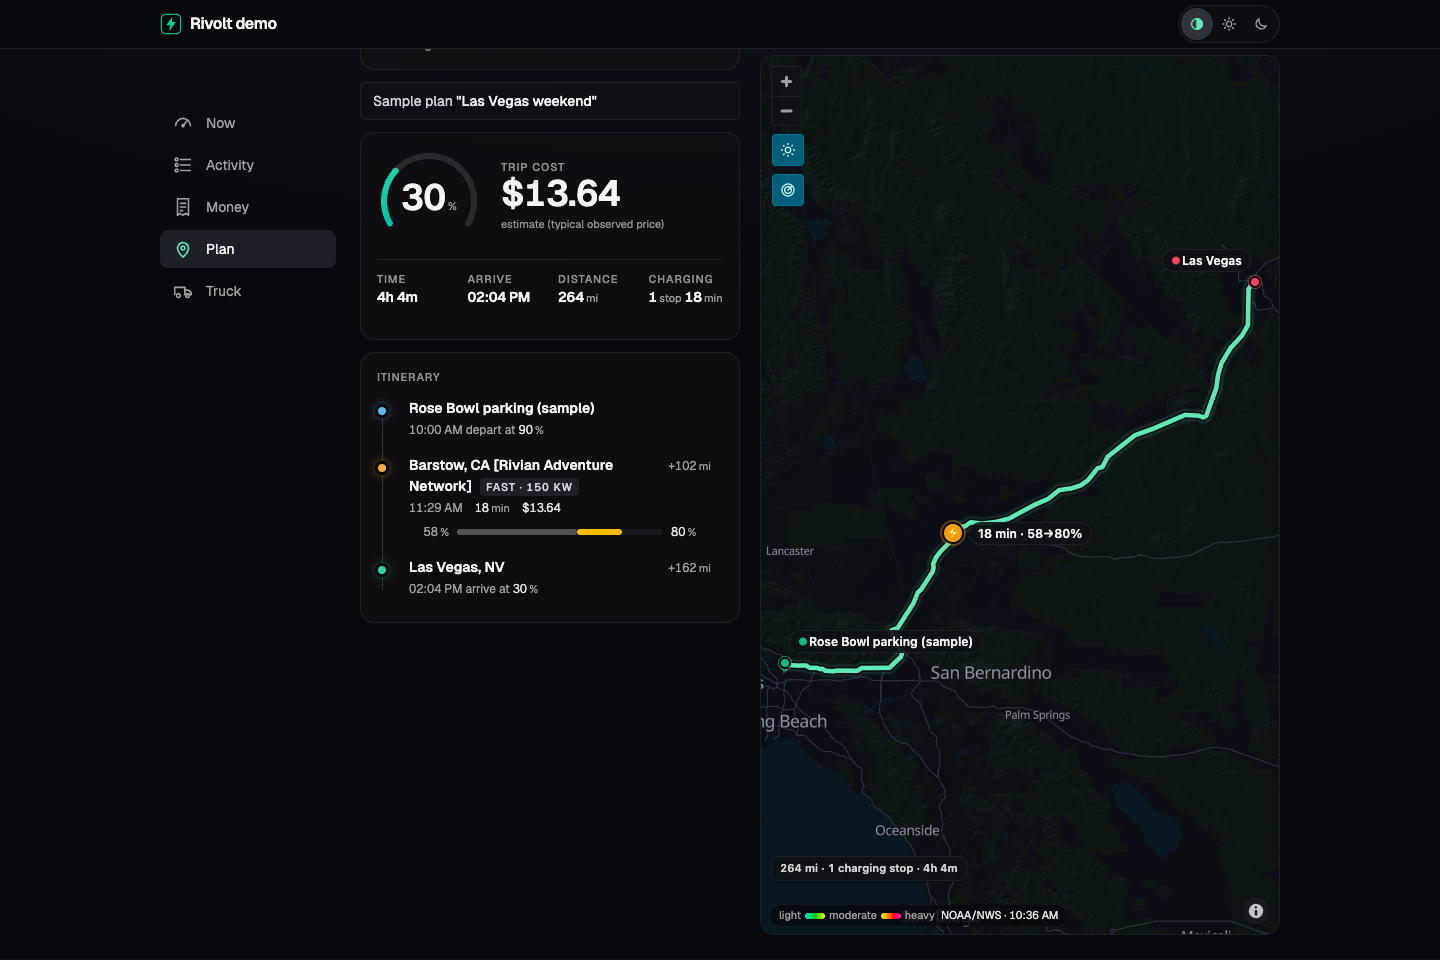 Rivolt demo
Now
Activity
Money
Plan
Truck
Sample plan "Las Vegas weekend"
30 %
TRIP COST
$13.64
estimate (typical observed price)
TIME
4h 4m
ARRIVE
02:04 PM
DISTANCE
264 mi
CHARGING
1 stop 18 min
ITINERARY
Rose Bowl parking (sample)
10:00 AM depart at 90 %
Barstow, CA [Rivian Adventure +102 mi
Network] FAST · 150 KW
11:29 AM 18 min $13.64
58 % 80 %
Las Vegas, NV +162 mi
02:04 PM arrive at 30 %
+
−
Las Vegas
18 min · 58→80%
Lancaster
Rose Bowl parking (sample)
San Bernardino
Palm Springs
ng Beach
Oceanside
264 mi · 1 charging stop · 4h 4m
light moderate heavy NOAA/NWS · 10:36 AM